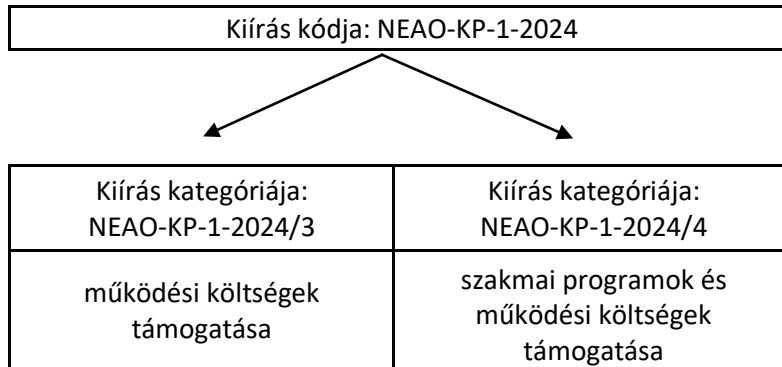 Kiírás kódja: NEAO-KP-1-2024
Kiírás kategóriája:
NEAO-KP-1-2024/3
Kiírás kategóriája:
NEAO-KP-1-2024/4
működési költségek
támogatása
szakmai programok és
működési költségek
támogatása